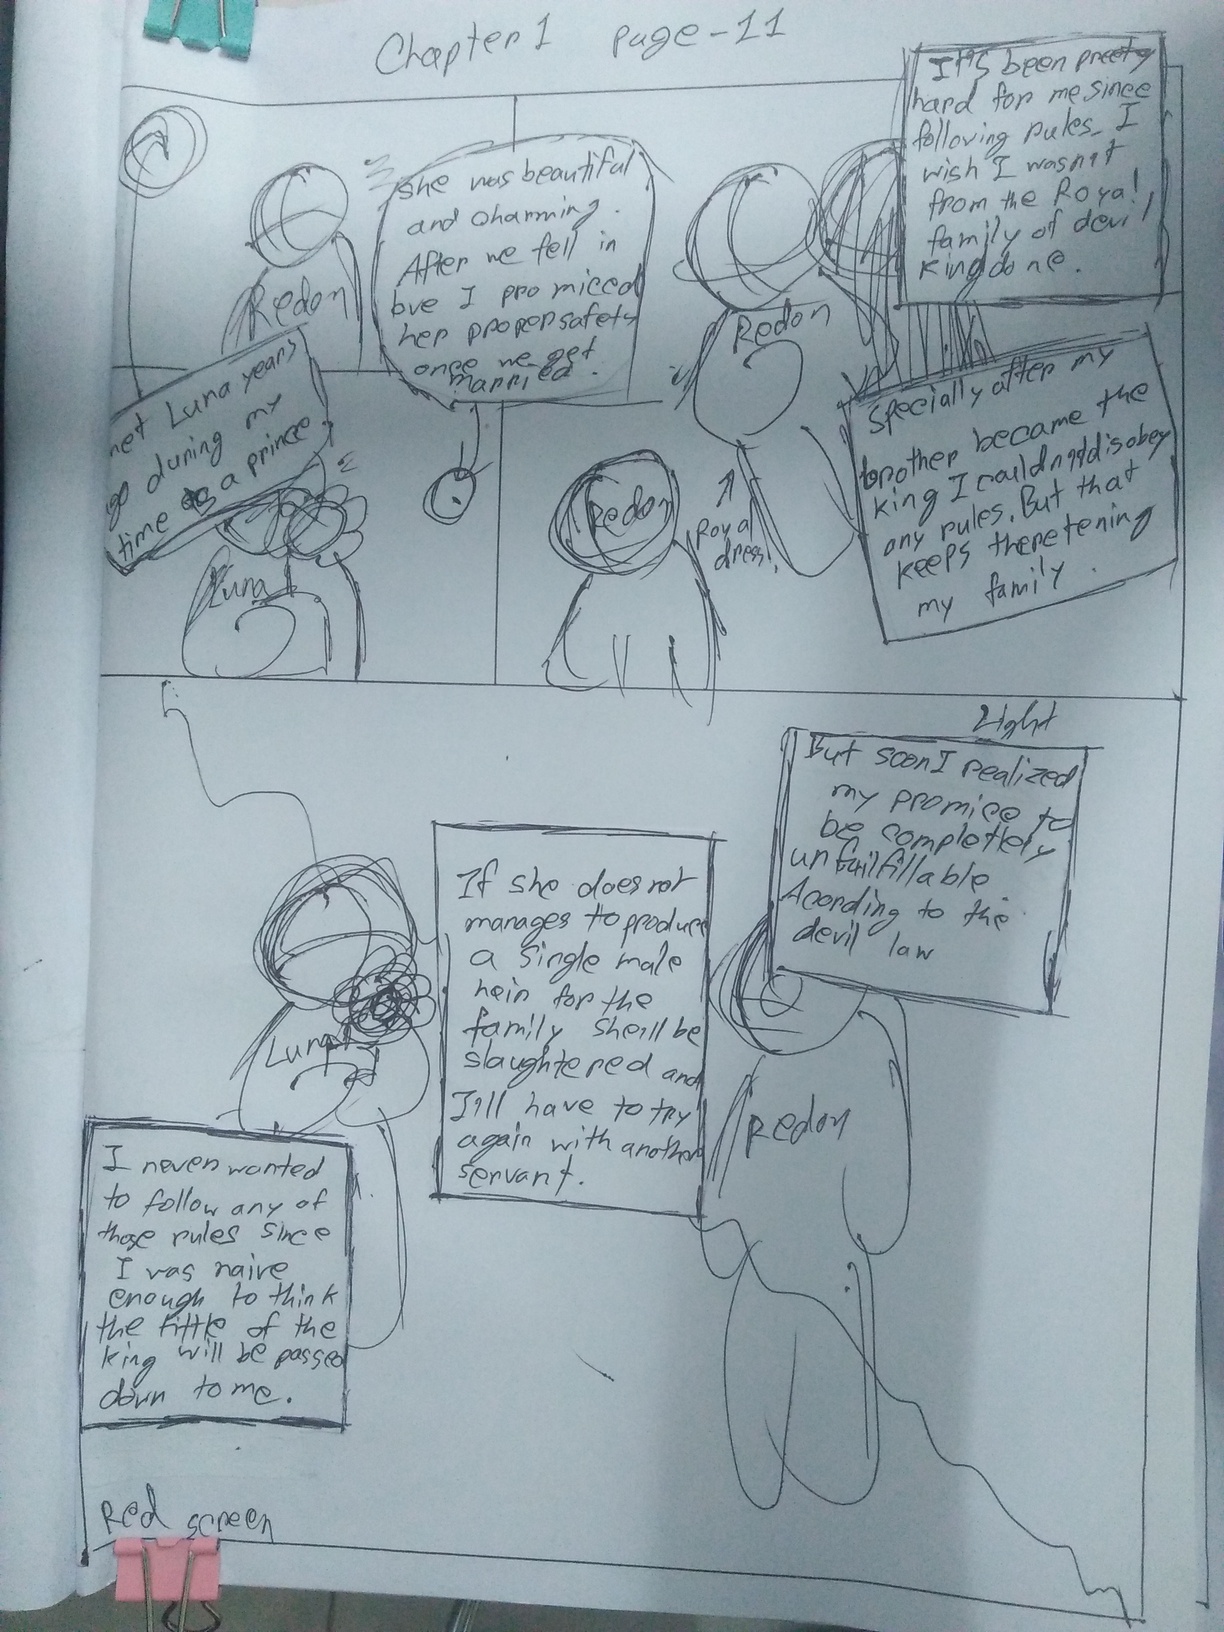 Chapter 1 page-11
It's been preety
hard for me since
following rules. I
wish I wasn't
from the Royal
family of devil
kingdone.
She was beautiful
and charming.
After we fell in
love I promiced
her proper safety
once we get
married.
Redon
Redon
met Luna years
go during my
time as a prince
Specially after my
brother became the
king I couldn't disobey
any rules. But that
keeps theretening
my family.
Redon
Royal
dress
Luna
Light
But soon I realized
my promice to
be completley
unfullfillable
Acording to the
devil law
If she does not
manages to produce
a single male
heir for the
family she'll be
slaughtered and
I'll have to try
again with another
servant.
Luna
Redon
I never wanted
to follow any of
those rules since
I was naive
enough to think
the tittle of the
king will be passed
down to me.
Red screen